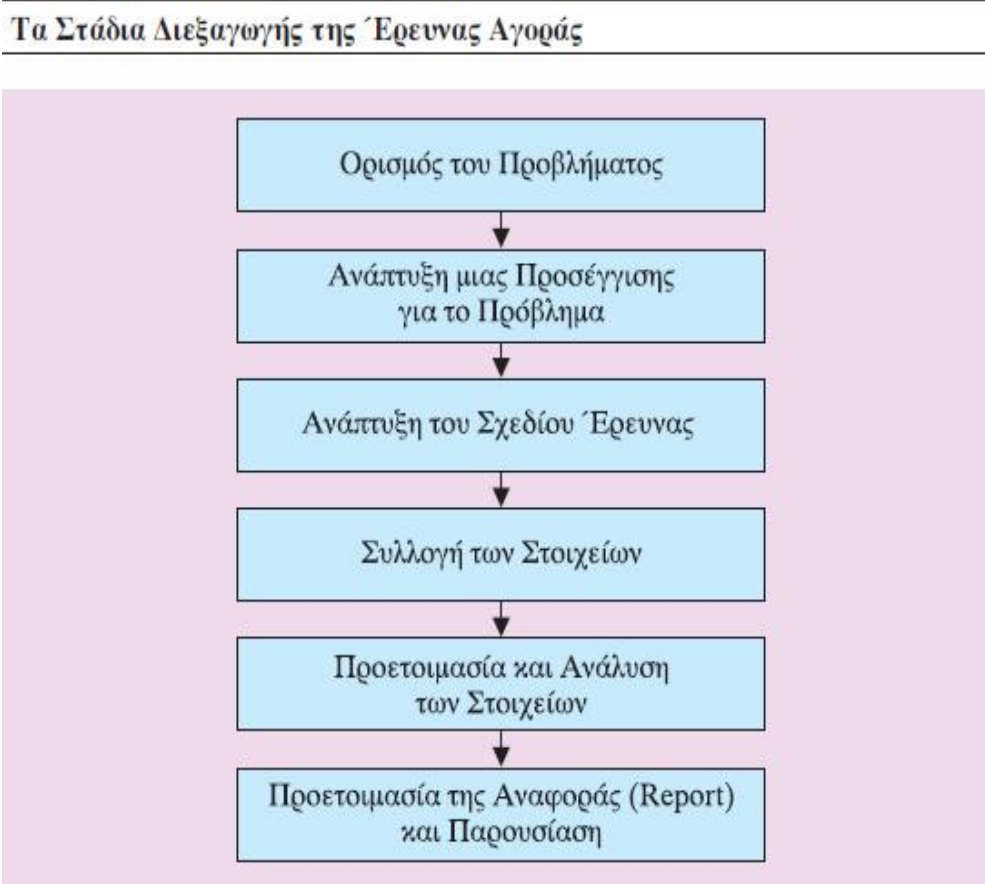 Τα Στάδια Διεξαγωγής της Έρευνας Αγοράς
Ορισμός του Προβλήματος
Ανάπτυξη μιας Προσέγγισης
για το Πρόβλημα
Ανάπτυξη του Σχεδίου Έρευνας
Συλλογή των Στοιχείων
Προετοιμασία και Ανάλυση
των Στοιχείων
Προετοιμασία της Αναφοράς (Report)
και Παρουσίαση